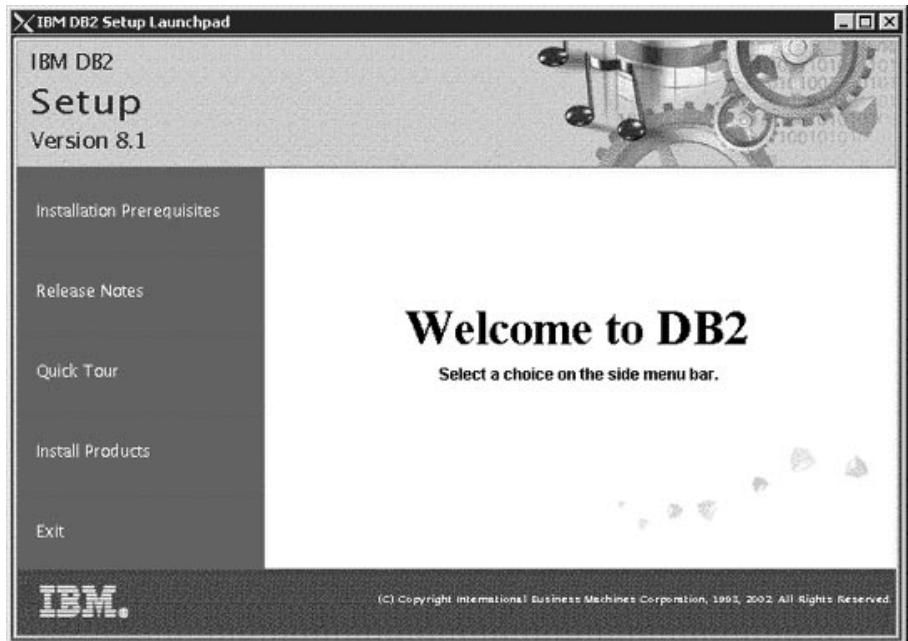 IBM DB2 Setup Launchpad
IBM DB2
Setup
Version 8.1
Installation Prerequisites
Release Notes
Quick Tour
Install Products
Exit
Welcome to DB2
Select a choice on the side menu bar.
IBM.
(C) Copyright International Business Machines Corporation, 1993, 2002. All Rights Reserved.